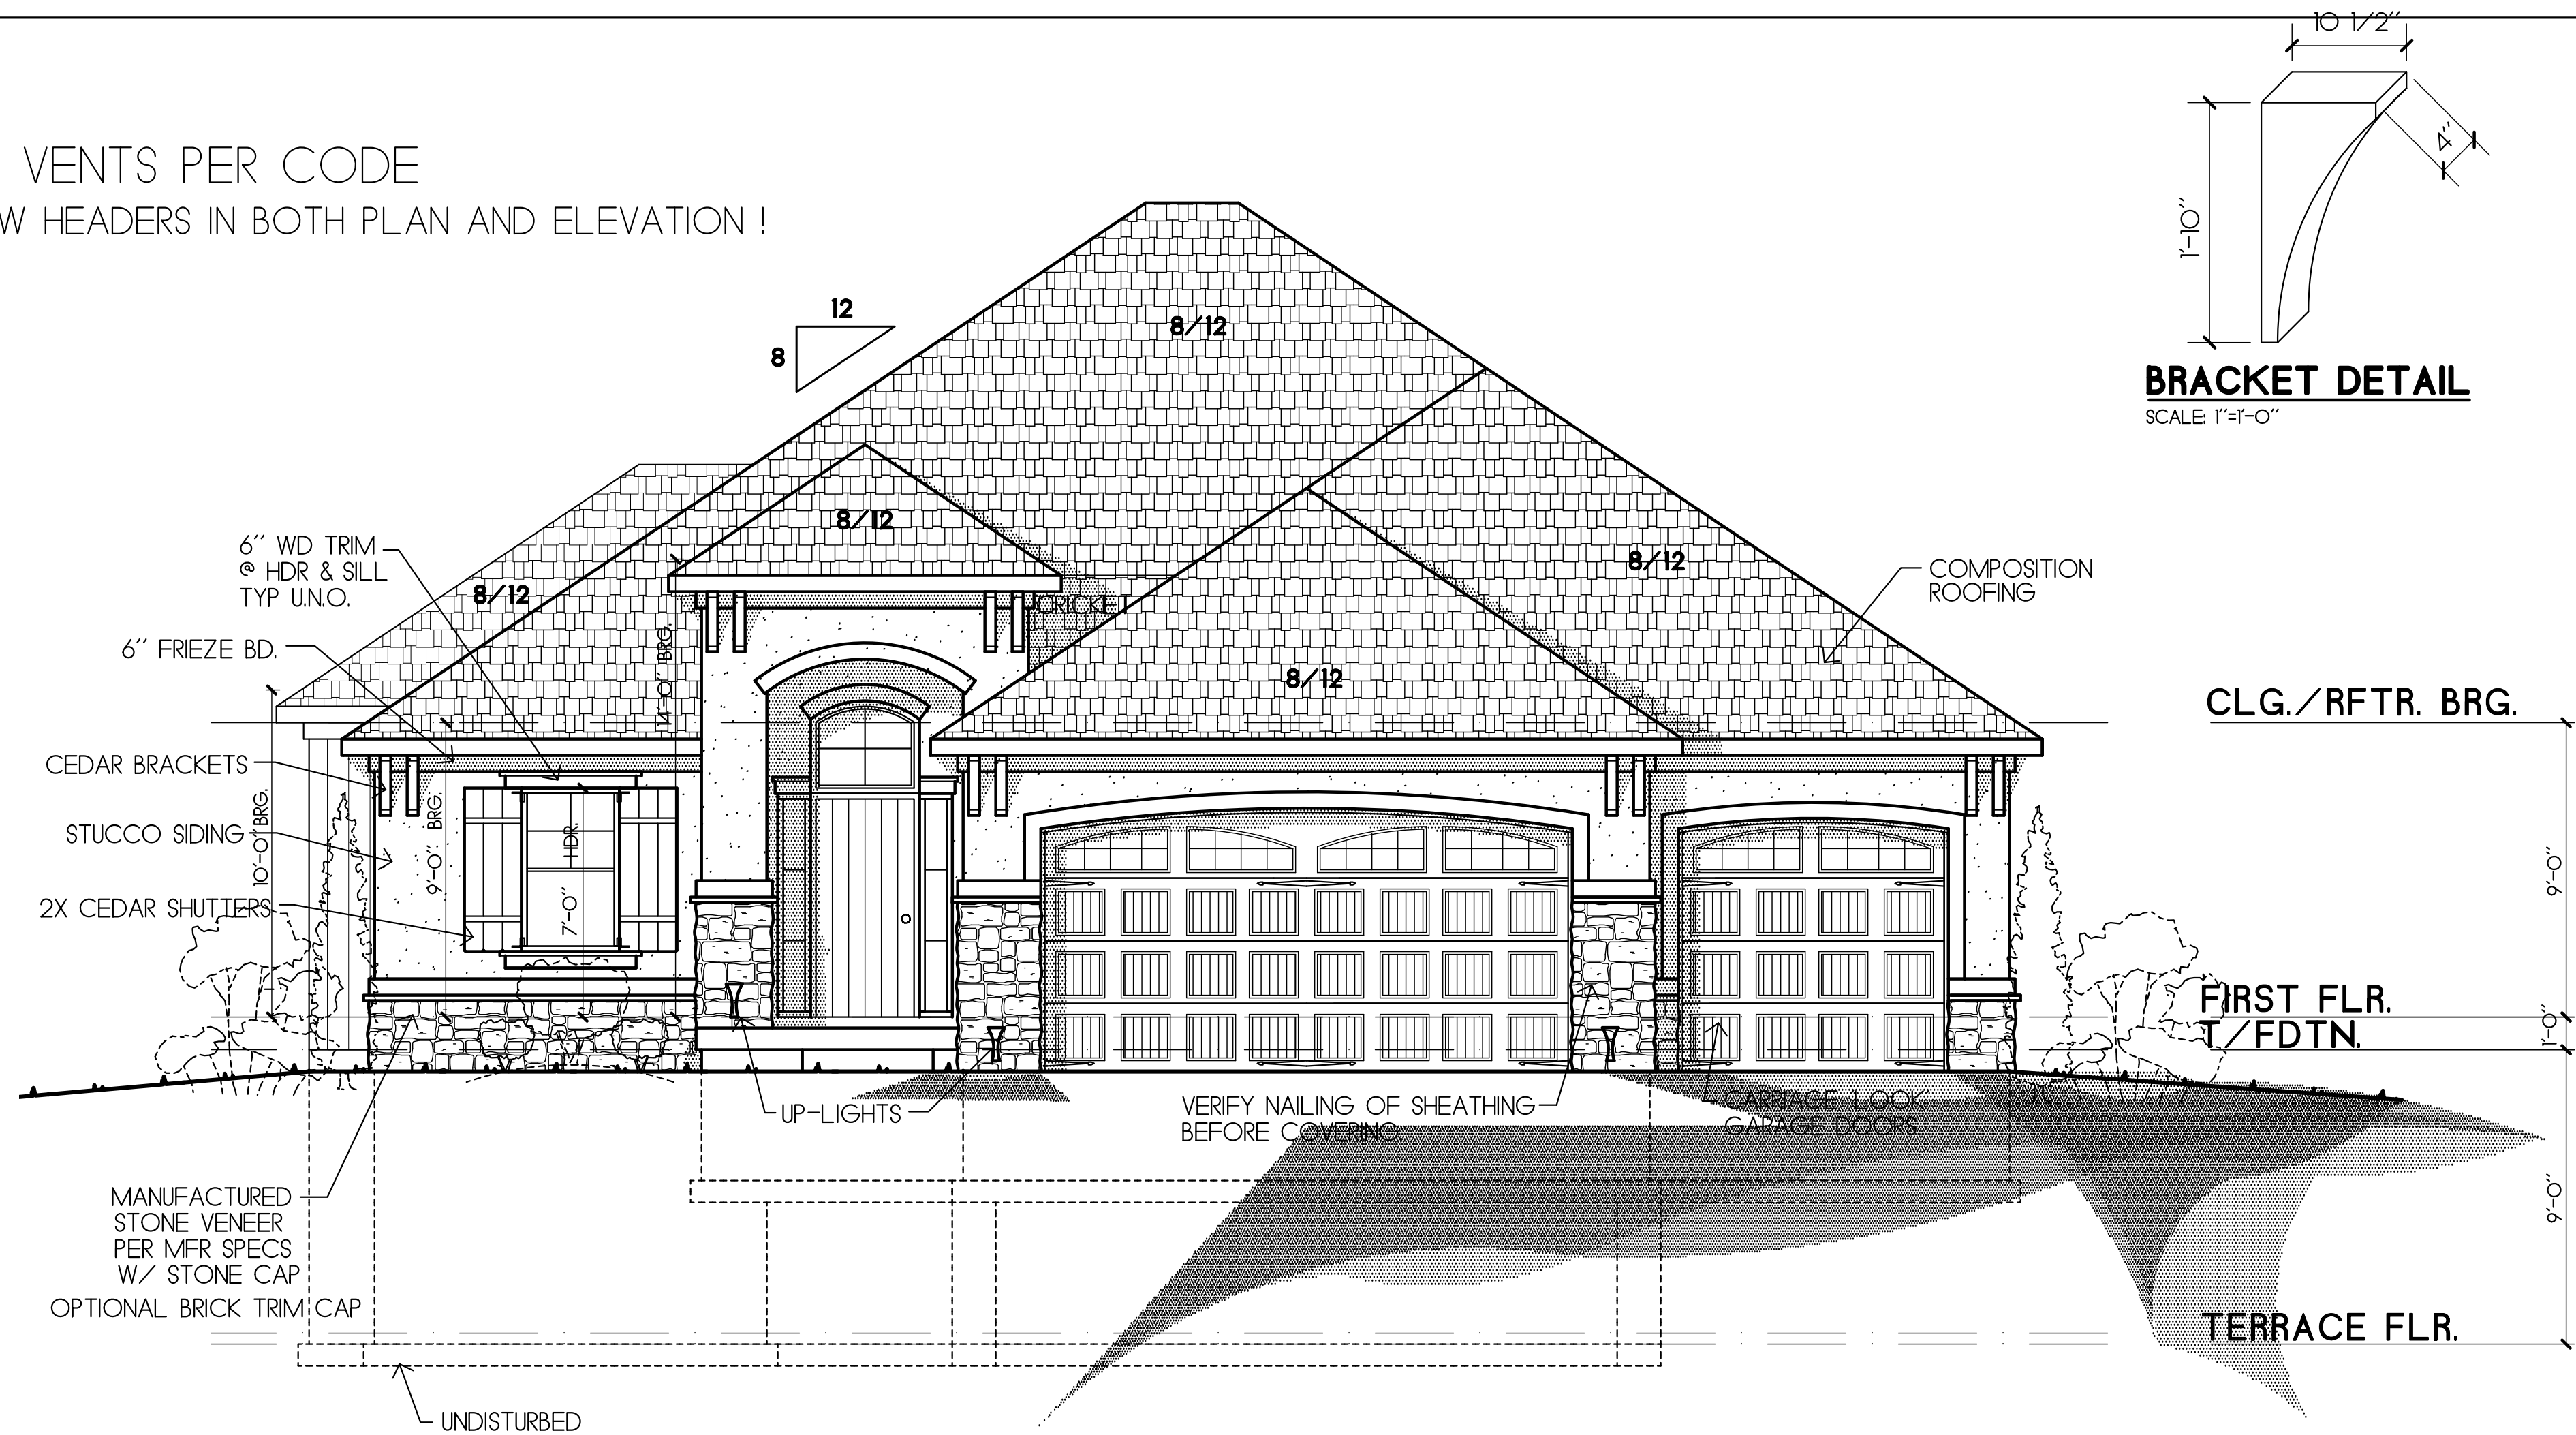 10 1/2"
VENTS PER CODE
W HEADERS IN BOTH PLAN AND ELEVATION !
4"
1'-10"
12
8
8/12
BRACKET DETAIL
SCALE: 1"=1'-0"
8/12
8/12
8/12
8/12
6" WD TRIM
@ HDR & SILL
TYP U.N.O.
COMPOSITION
ROOFING
CRICKET
6" FRIEZE BD.
14'-0" BRG.
CLG./RFTR. BRG.
CEDAR BRACKETS
STUCCO SIDING
10'-0" BRG.
9'-0" BRG.
HDR.
7'-0"
9'-0"
2X CEDAR SHUTTERS
FIRST FLR.
T/FDTN.
1'-0"
UP-LIGHTS
VERIFY NAILING OF SHEATHING
BEFORE COVERING.
CARRIAGE LOOK
GARAGE DOORS
MANUFACTURED
STONE VENEER
PER MFR SPECS
W/ STONE CAP
OPTIONAL BRICK TRIM CAP
9'-0"
TERRACE FLR.
UNDISTURBED